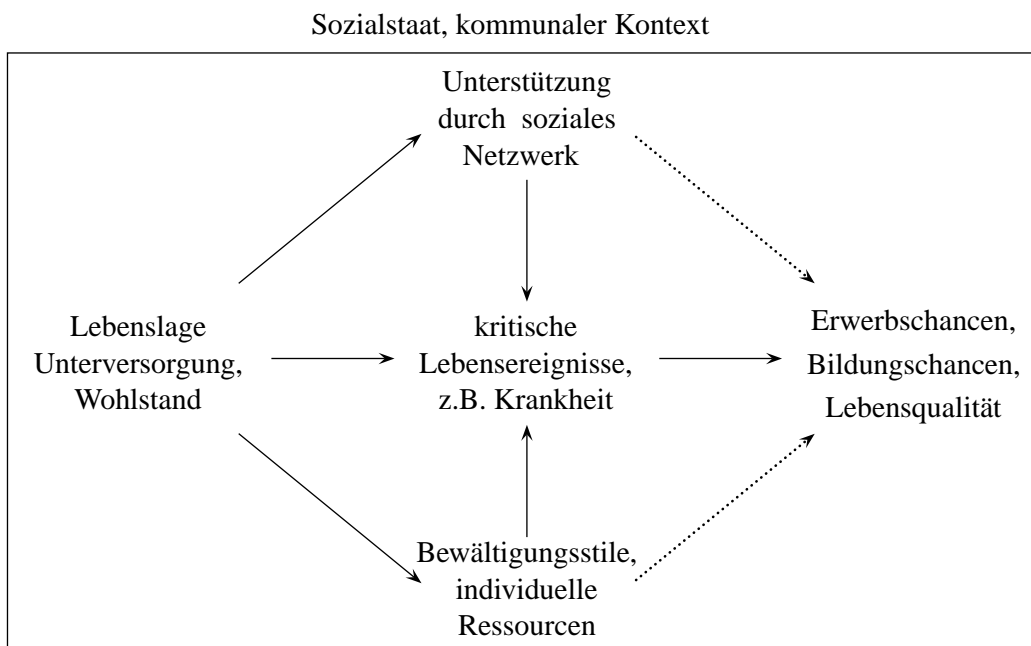 Sozialstaat, kommunaler Kontext
Unterstützung
durch soziales
Netzwerk
Lebenslage
Unterversorgung,
Wohlstand
kritische
Lebensereignisse,
z.B. Krankheit
Erwerbschancen,
Bildungschancen,
Lebensqualität
Bewältigungsstile,
individuelle
Ressourcen